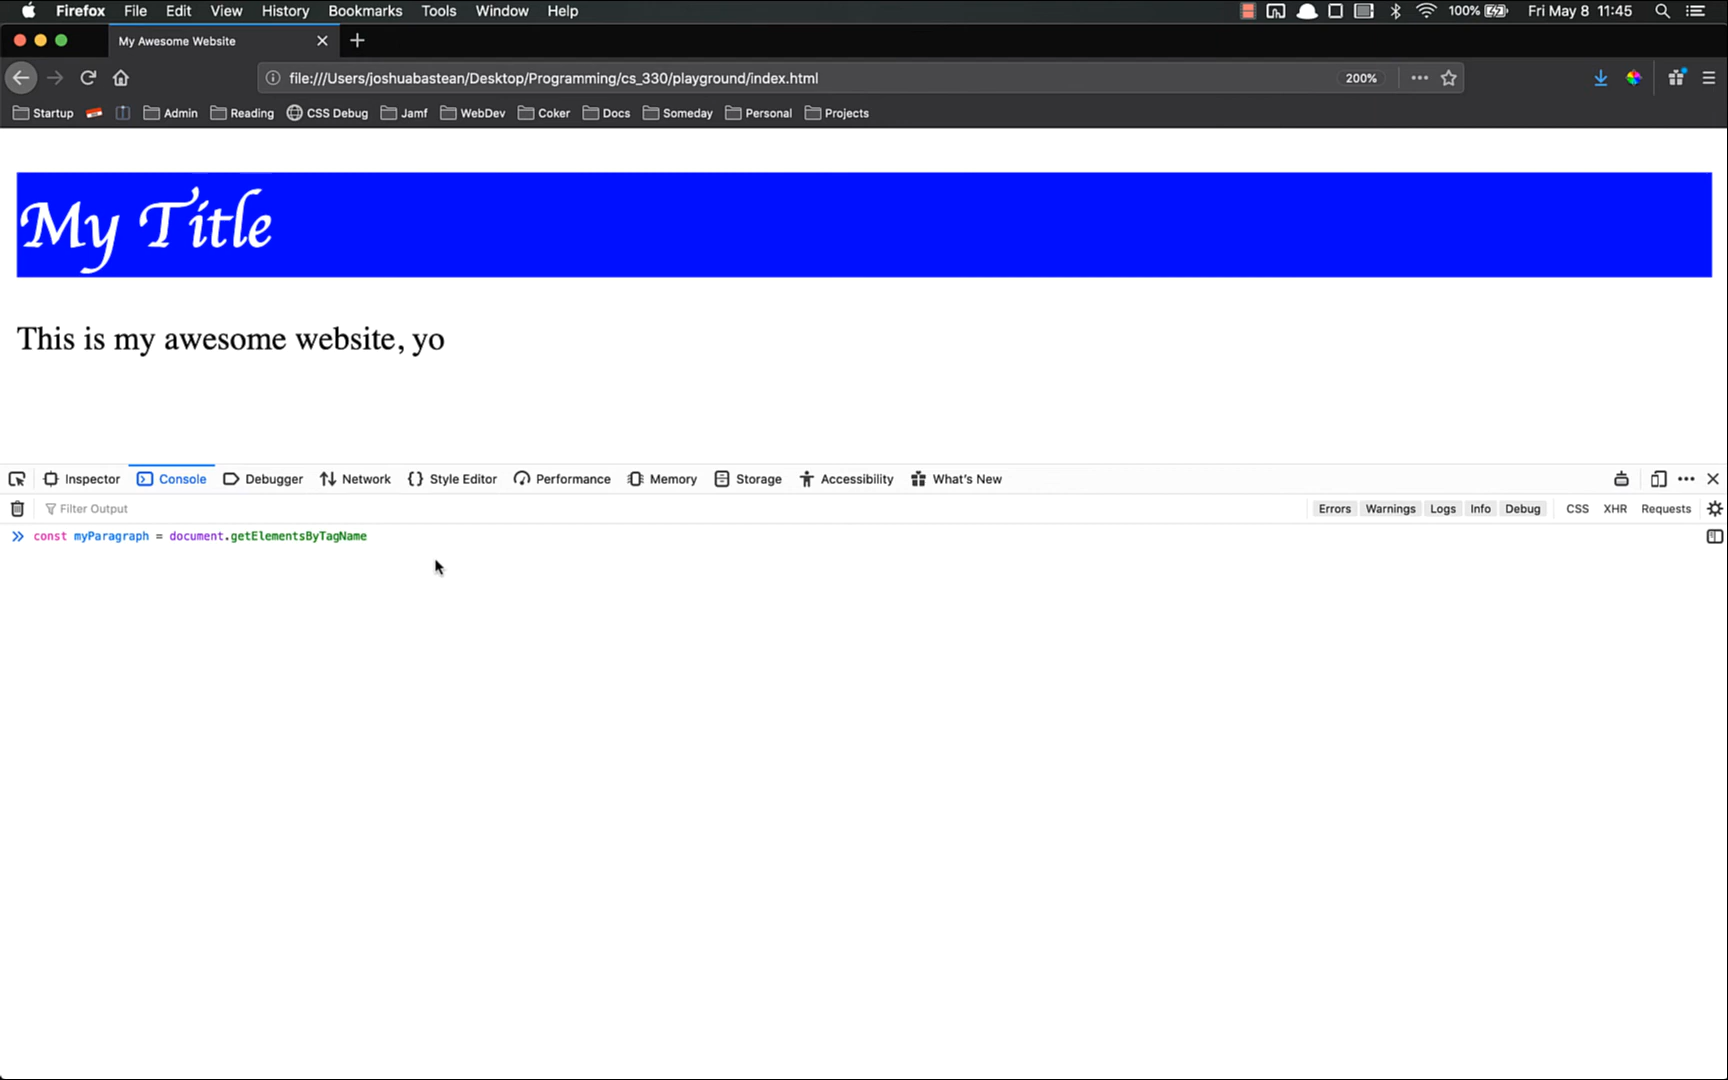 Firefox File Edit View History Bookmarks Tools Window Help 100% Fri May 8 11:45
My Awesome Website
file:///Users/joshuabastean/Desktop/Programming/cs_330/playground/index.html 200%
Startup Admin Reading CSS Debug Jamf WebDev Coker Docs Someday Personal Projects
My Title
This is my awesome website, yo
Inspector Console Debugger Network Style Editor Performance Memory Storage Accessibility What's New
Filter Output Errors Warnings Logs Info Debug CSS XHR Requests
const myParagraph = document.getElementsByTagName